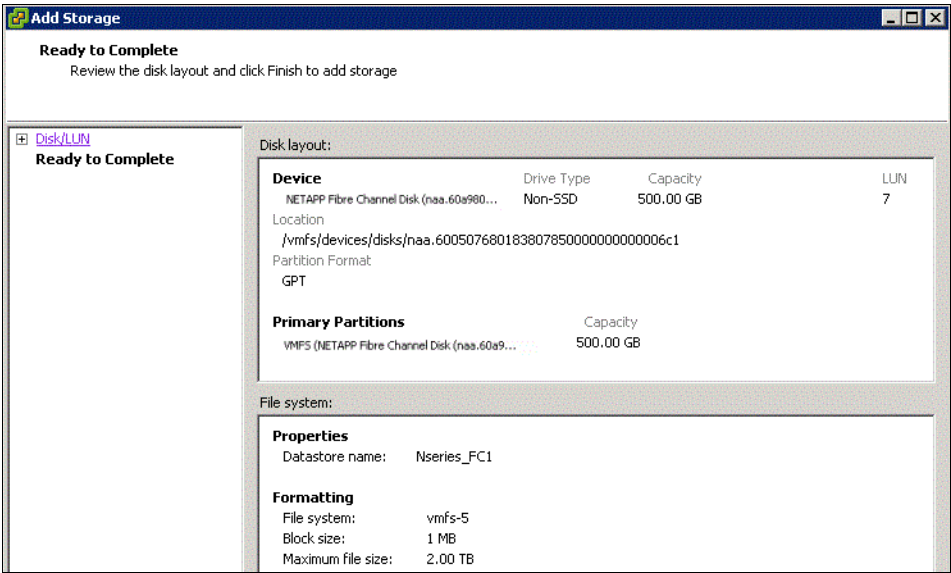 Add Storage
Ready to Complete
Review the disk layout and click Finish to add storage
Disk/LUN
Ready to Complete
Disk layout:
Device Drive Type Capacity LUN
NETAPP Fibre Channel Disk (naa.60a980... Non-SSD 500.00 GB 7
Location
/vmfs/devices/disks/naa.600507680183807850000000000006c1
Partition Format
GPT
Primary Partitions Capacity
VMFS (NETAPP Fibre Channel Disk (naa.60a9... 500.00 GB
File system:
Properties
Datastore name: Nseries_FC1
Formatting
File system: vmfs-5
Block size: 1 MB
Maximum file size: 2.00 TB